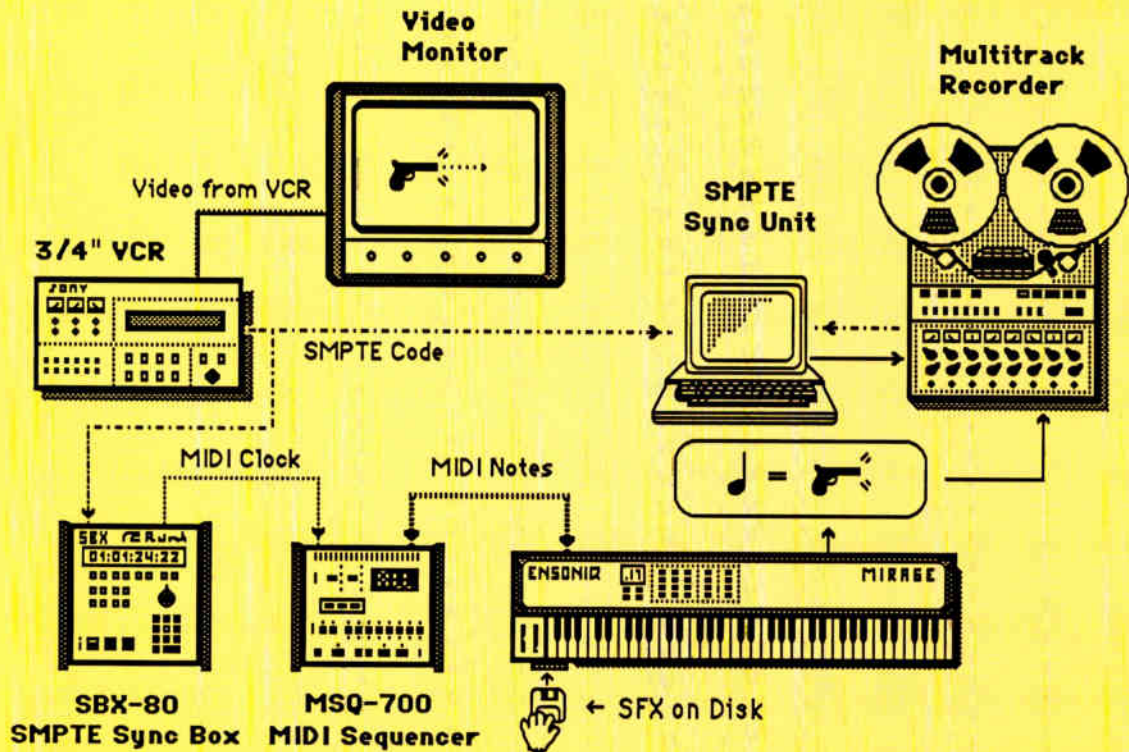 Video
Monitor
Multitrack
Recorder
Video from VCR
SMPTE
Sync Unit
3/4" VCR
SONY
SMPTE Code
MIDI Clock
MIDI Notes
SBX
01:01:24:22
ENSONIQ
.17
MIRAGE
SBX-80
SMPTE Sync Box
MSQ-700
MIDI Sequencer
← SFX on Disk